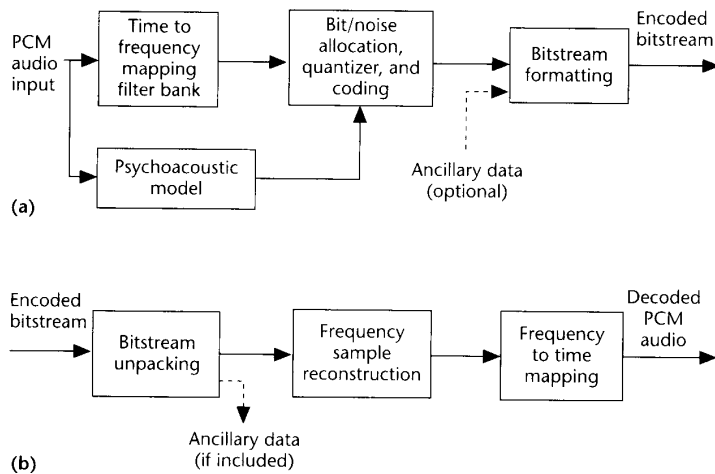 PCM
audio
input
Time to
frequency
mapping
filter bank
Bit/noise
allocation,
quantizer, and
coding
Bitstream
formatting
Encoded
bitstream
Psychoacoustic
model
Ancillary data
(optional)
(a)
Encoded
bitstream
Bitstream
unpacking
Frequency
sample
reconstruction
Frequency
to time
mapping
Decoded
PCM
audio
Ancillary data
(if included)
(b)